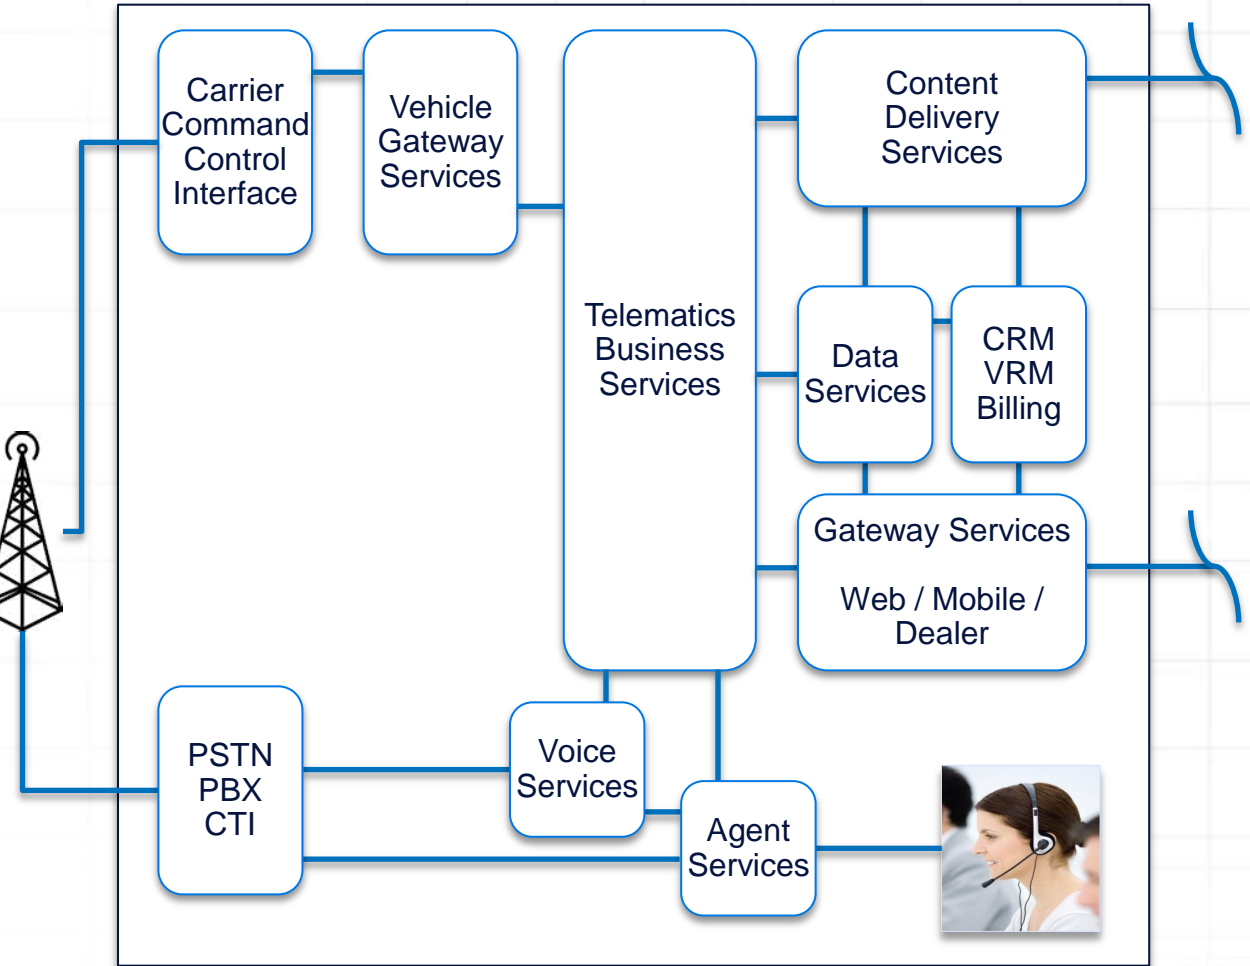 Carrier
Command
Control
Interface
Vehicle
Gateway
Services
Telematics
Business
Services
Content
Delivery
Services
Data
Services
CRM
VRM
Billing
Gateway Services
Web / Mobile /
Dealer
PSTN
PBX
CTI
Voice
Services
Agent
Services